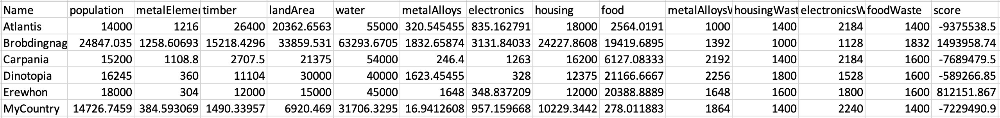 Name population metalElemer timber landArea water metalAlloys electronics housing food metalAlloysW housingWast electronicsW foodWaste score
Atlantis 14000 1216 26400 20362.6563 55000 320.545455 835.162791 18000 2564.0191 1000 1400 2184 1400 -9375538.5
Brobdingnag 24847.035 1258.60693 15218.4296 33859.531 63293.6705 1832.65874 3131.84033 24227.8608 19419.6895 1392 1000 1128 1832 1493958.74
Carpania 15200 1108.8 2707.5 21375 54000 246.4 1263 16200 6127.08333 2192 1400 2184 1600 -7689479.5
Dinotopia 16245 360 11104 30000 40000 1623.45455 328 12375 21166.6667 2256 1800 1528 1600 -589266.85
Erewhon 18000 304 12000 15000 45000 1648 348.837209 12000 20388.8889 1648 1600 1800 1600 812151.867
MyCountry 14726.7459 384.593069 1490.33957 6920.469 31706.3295 16.9412608 957.159668 10229.3442 278.011883 1864 1400 2240 1400 -7229490.9